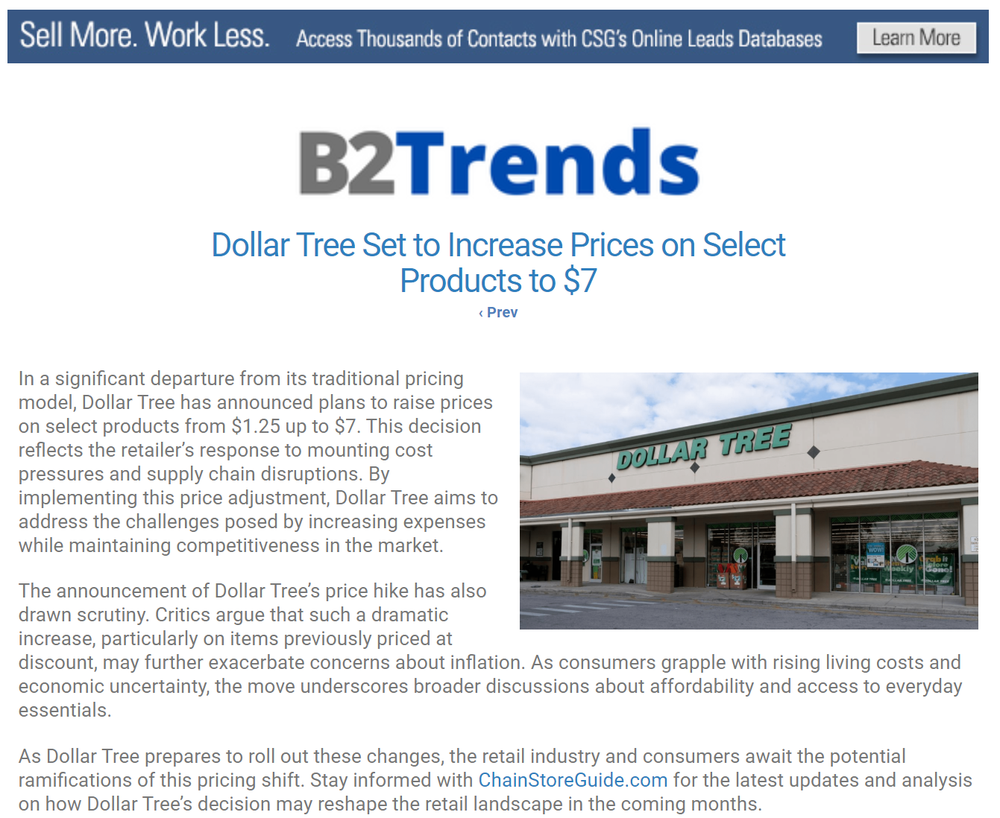 Sell More. Work Less. Access Thousands of Contacts with CSG's Online Leads Databases Learn More
B2Trends
Dollar Tree Set to Increase Prices on Select
Products to $7
‹ Prev
In a significant departure from its traditional pricing
model, Dollar Tree has announced plans to raise prices
on select products from $1.25 up to $7. This decision
reflects the retailer’s response to mounting cost
pressures and supply chain disruptions. By
implementing this price adjustment, Dollar Tree aims to
address the challenges posed by increasing expenses
while maintaining competitiveness in the market.
DOLLAR TREE
WOW!
Grab it
Gone!
The announcement of Dollar Tree’s price hike has also
drawn scrutiny. Critics argue that such a dramatic
increase, particularly on items previously priced at
discount, may further exacerbate concerns about inflation. As consumers grapple with rising living costs and
economic uncertainty, the move underscores broader discussions about affordability and access to everyday
essentials.
As Dollar Tree prepares to roll out these changes, the retail industry and consumers await the potential
ramifications of this pricing shift. Stay informed with ChainStoreGuide.com for the latest updates and analysis
on how Dollar Tree’s decision may reshape the retail landscape in the coming months.